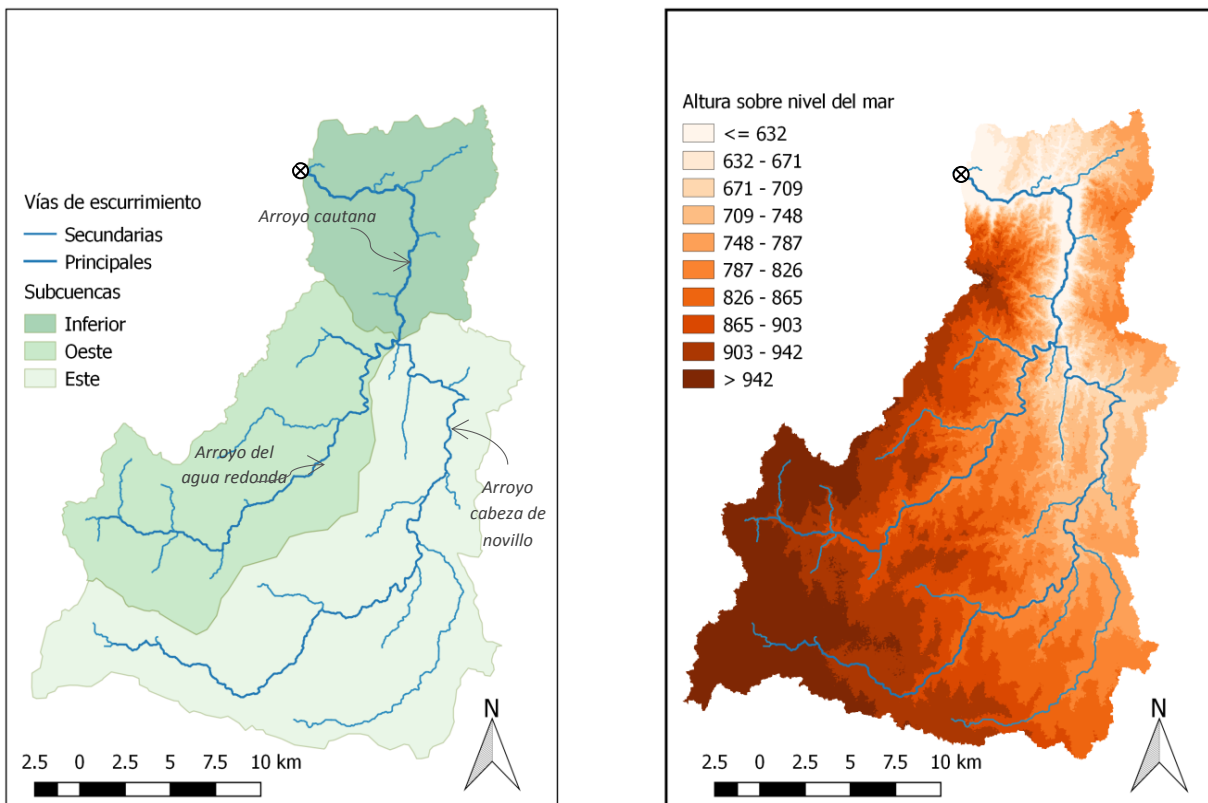 Vías de escurrimiento
Secundarias
Principales
Subcuencas
Inferior
Oeste
Este
Arroyo cautana
Arroyo del
agua redonda
Arroyo
cabeza de
novillo
N
2.5 0 2.5 5 7.5 10 km
Altura sobre nivel del mar
<= 632
632 - 671
671 - 709
709 - 748
748 - 787
787 - 826
826 - 865
865 - 903
903 - 942
> 942
N
2.5 0 2.5 5 7.5 10 km